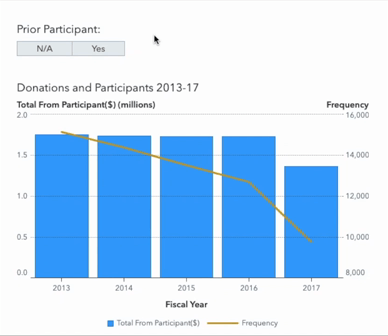 Prior Participant:
N/A Yes
Donations and Participants 2013-17
Total From Participant($) (millions) Frequency
2.0 16,000
1.5 14,000
1.0 12,000
0.5 10,000
0.0 8,000
2013 2014 2015 2016 2017
Fiscal Year
Total From Participant($) Frequency